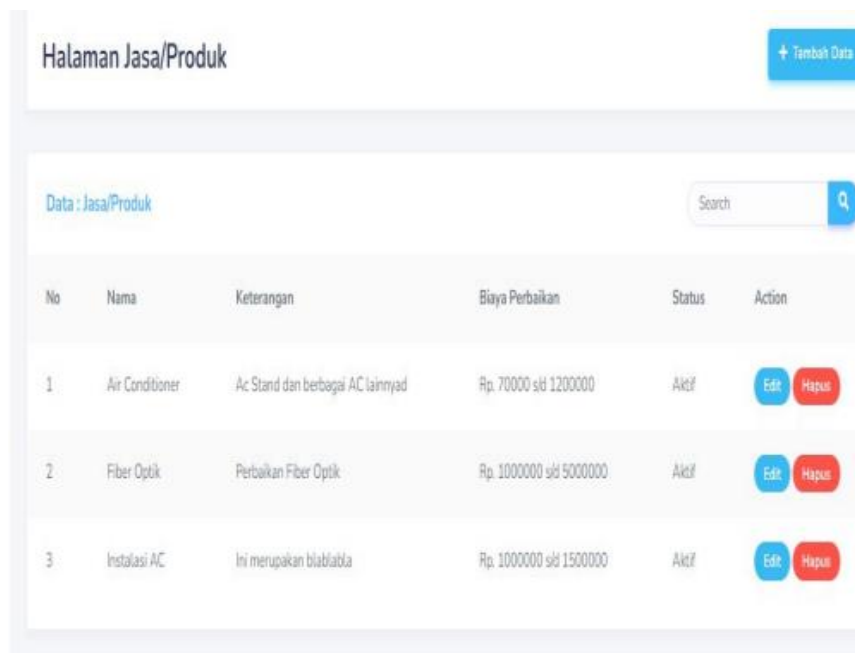 Halaman Jasa/Produk
+ Tambah Data
Data : Jasa/Produk
Search
No Nama Keterangan Biaya Perbaikan Status Action
1 Air Conditioner Ac Stand dan berbagai AC lainnyad Rp. 70000 s/d 1200000 Aktif Edit Hapus
2 Fiber Optik Perbaikan Fiber Optik Rp. 1000000 s/d 5000000 Aktif Edit Hapus
3 Instalasi AC Ini merupakan blablabla Rp. 1000000 s/d 1500000 Aktif Edit Hapus